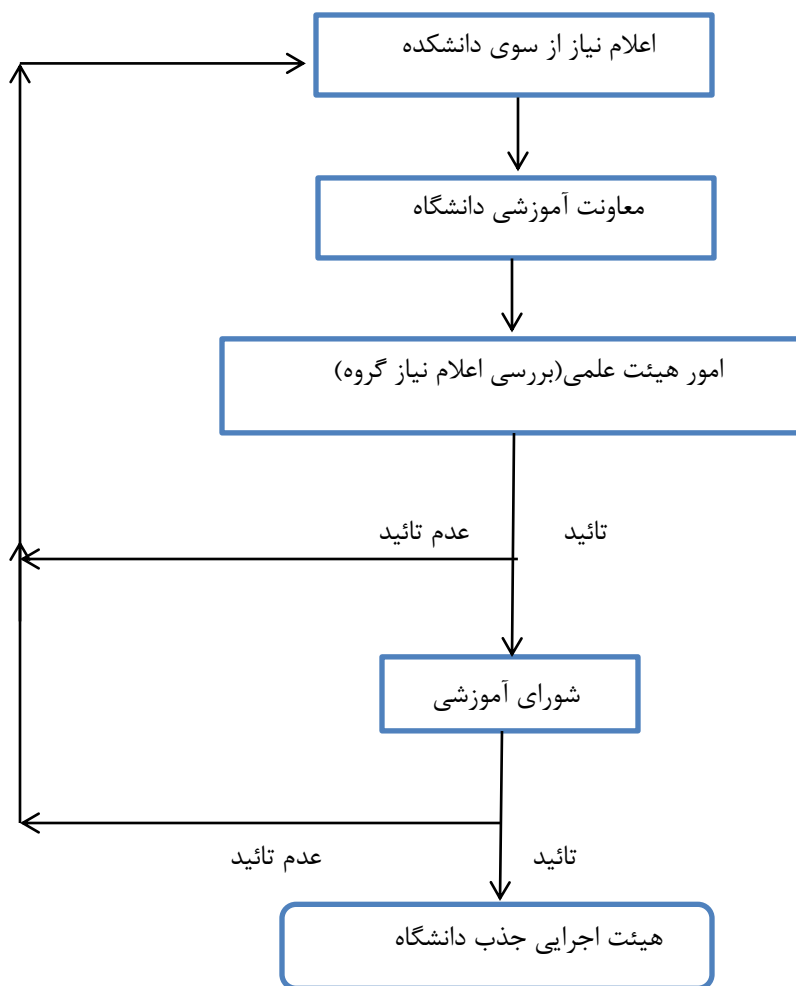 اعلام نیاز از سوی دانشکده
معاونت آموزشی دانشگاه
امور هیئت علمی(بررسی اعلام نیاز گروه)
تائید
عدم تائید
شورای آموزشی
تائید
عدم تائید
هیئت اجرایی جذب دانشگاه